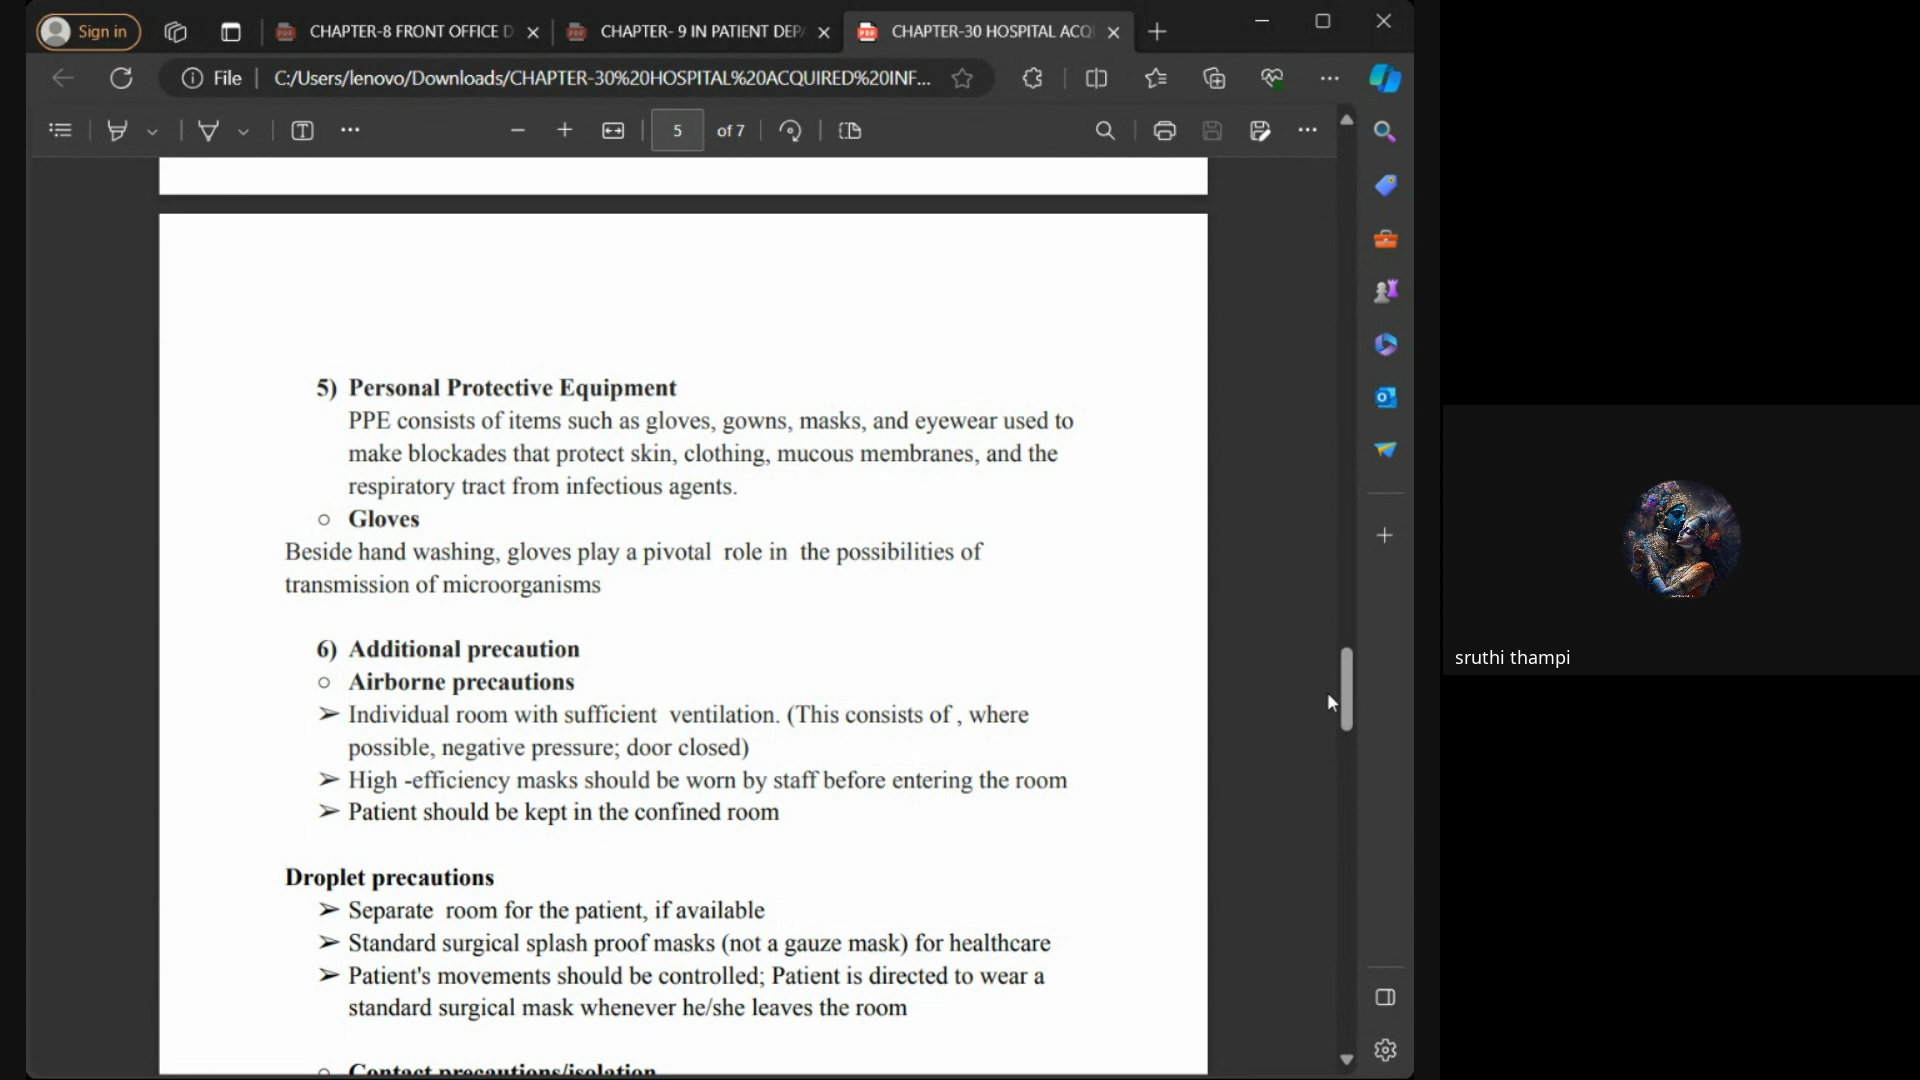 Sign in
CHAPTER-8 FRONT OFFICE D
CHAPTER- 9 IN PATIENT DEP
CHAPTER-30 HOSPITAL ACQ
File
C:/Users/lenovo/Downloads/CHAPTER-30%20HOSPITAL%20ACQUIRED%20INF...
5 of 7
5) Personal Protective Equipment
PPE consists of items such as gloves, gowns, masks, and eyewear used to
make blockades that protect skin, clothing, mucous membranes, and the
respiratory tract from infectious agents.
○ Gloves
Beside hand washing, gloves play a pivotal role in the possibilities of
transmission of microorganisms
6) Additional precaution
○ Airborne precautions
➢ Individual room with sufficient ventilation. (This consists of , where
possible, negative pressure; door closed)
➢ High -efficiency masks should be worn by staff before entering the room
➢ Patient should be kept in the confined room
Droplet precautions
➢ Separate room for the patient, if available
➢ Standard surgical splash proof masks (not a gauze mask) for healthcare
➢ Patient's movements should be controlled; Patient is directed to wear a
standard surgical mask whenever he/she leaves the room
○ Contact precautions/isolation
sruthi thampi